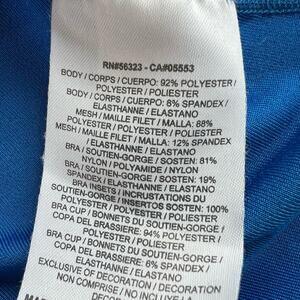 RN#56323 - CA#05553
BODY / CORPS / CUERPO: 92% POLYESTER /
POLYESTER / POLIESTER
BODY / CORPS / CUERPO: 8% SPANDEX /
ELASTHANNE / ELASTANO
MESH / MAILLE FILET / MALLA: 88%
POLYESTER / POLYESTER / POLIESTER
MESH / MAILLE FILET / MALLA: 12% SPANDEX /
ELASTHANNE / ELASTANO
BRA / SOUTIEN-GORGE / SOSTEN: 81%
NYLON / POLYAMIDE / NYLON
BRA / SOUTIEN-GORGE / SOSTEN: 19%
SPANDEX / ELASTHANNE / ELASTANO
BRA INSETS / INCRUSTATIONS DU
SOUTIEN-GORGE / INSERTOS SOSTEN: 100%
POLYESTER / POLYESTER / POLIESTER
BRA CUP / BONNETS DU SOUTIEN-GORGE /
COPA DEL BRASSIERE: 94% POLYESTER /
POLYESTER / POLIESTER
BRA CUP / BONNETS DU SOUTIEN-GORGE /
COPA DEL BRASSIERE: 6% SPANDEX /
ELASTHANNE / ELASTANO
EXCLUSIVE OF DECORATION / DECORATION
NON COMPRISE / NO INCLUYE LA